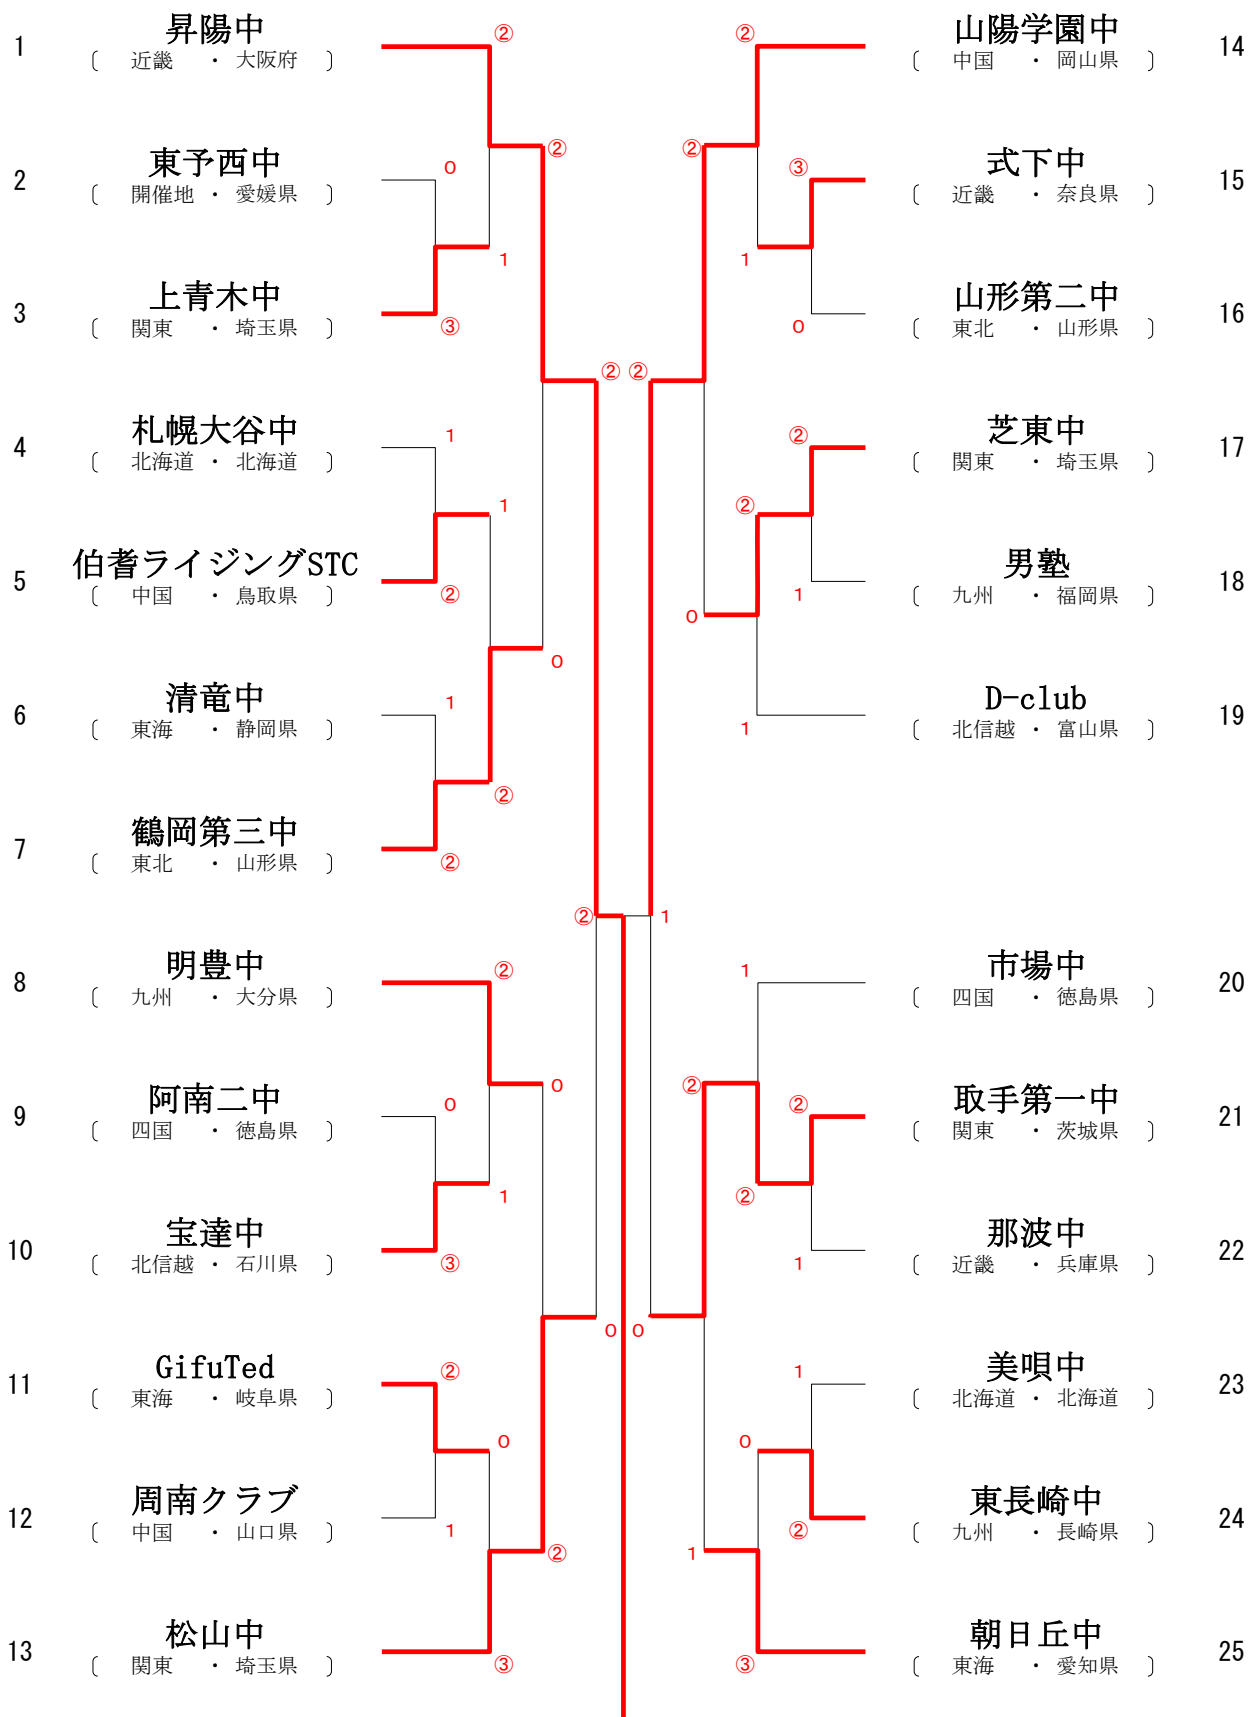 1 昇陽中
〔 近畿 ・ 大阪府 〕
②
2 東予西中
〔 開催地 ・ 愛媛県 〕
0
②
3 上青木中
〔 関東 ・ 埼玉県 〕
③
1
4 札幌大谷中
〔 北海道 ・ 北海道 〕
1
②
5 伯耆ライジングSTC
〔 中国 ・ 鳥取県 〕
②
1
6 清竜中
〔 東海 ・ 静岡県 〕
1
0
7 鶴岡第三中
〔 東北 ・ 山形県 〕
②
②
②
8 明豊中
〔 九州 ・ 大分県 〕
②
9 阿南二中
〔 四国 ・ 徳島県 〕
0
0
10 宝達中
〔 北信越 ・ 石川県 〕
③
1
0
11 GifuTed
〔 東海 ・ 岐阜県 〕
②
0
12 周南クラブ
〔 中国 ・ 山口県 〕
1
②
13 松山中
〔 関東 ・ 埼玉県 〕
③
② 山陽学園中 14
〔 中国 ・ 岡山県 〕
②
③ 式下中 15
〔 近畿 ・ 奈良県 〕
1
山形第二中 16
〔 東北 ・ 山形県 〕
0
②
② 芝東中 17
〔 関東 ・ 埼玉県 〕
②
男塾 18
〔 九州 ・ 福岡県 〕
1
0
D-club 19
〔 北信越 ・ 富山県 〕
1
1
1 市場中 20
〔 四国 ・ 徳島県 〕
②
② 取手第一中 21
〔 関東 ・ 茨城県 〕
②
那波中 22
〔 近畿 ・ 兵庫県 〕
1
0
1 美唄中 23
〔 北海道 ・ 北海道 〕
0
東長崎中 24
〔 九州 ・ 長崎県 〕
②
1
朝日丘中 25
〔 東海 ・ 愛知県 〕
③